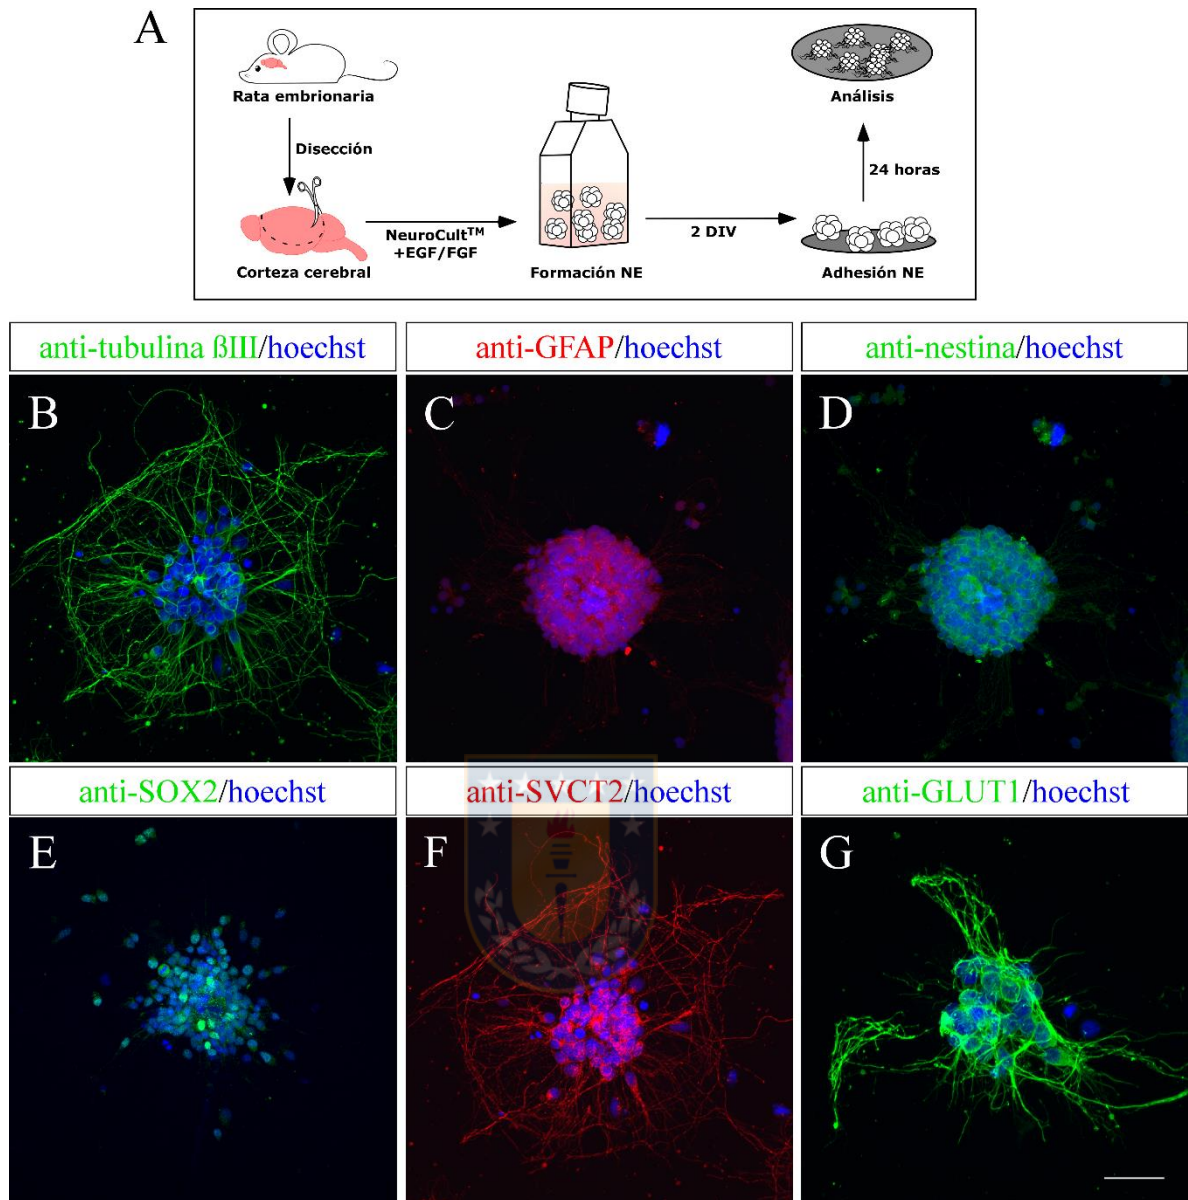 A
Rata embrionaria
Disección
Corteza cerebral
NeuroCult™
+EGF/FGF
Formación NE
2 DIV
Adhesión NE
24 horas
Análisis
anti-tubulina ßIII/hoechst
anti-GFAP/hoechst
anti-nestina/hoechst
B
C
D
anti-SOX2/hoechst
anti-SVCT2/hoechst
anti-GLUT1/hoechst
E
F
G